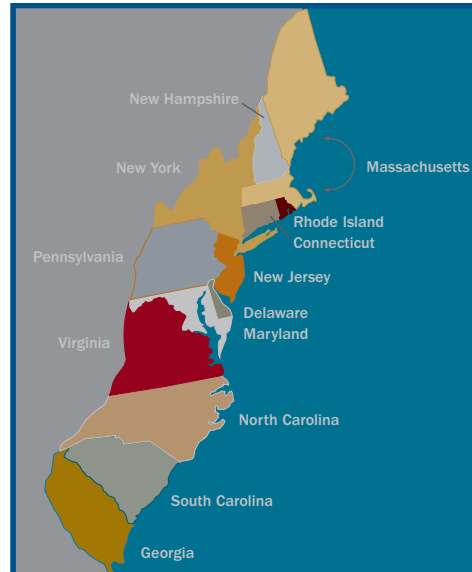 New Hampshire
New York
Massachusetts
Rhode Island
Connecticut
Pennsylvania
New Jersey
Delaware
Maryland
Virginia
North Carolina
South Carolina
Georgia